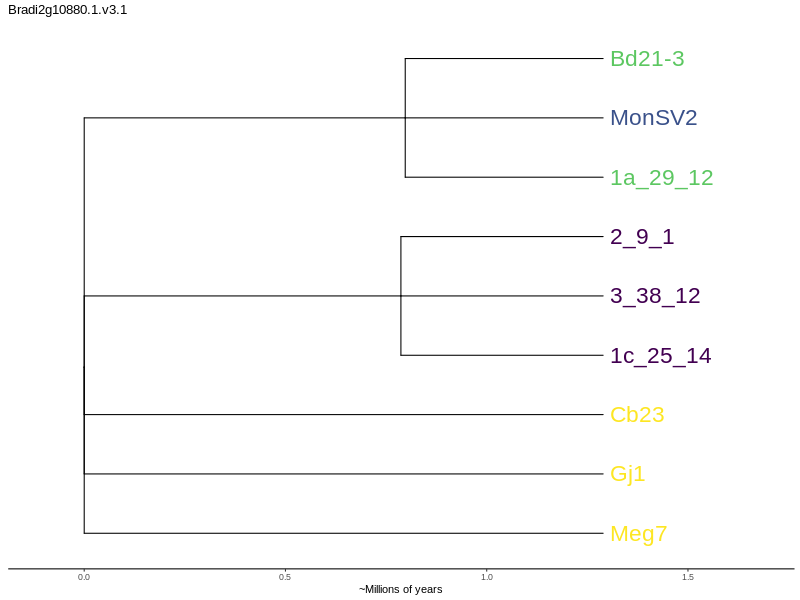 Bradi2g10880.1.v3.1
Bd21-3
MonSV2
1a_29_12
2_9_1
3_38_12
1c_25_14
Cb23
Gj1
Meg7
0.0 0.5 1.0 1.5
~Millions of years